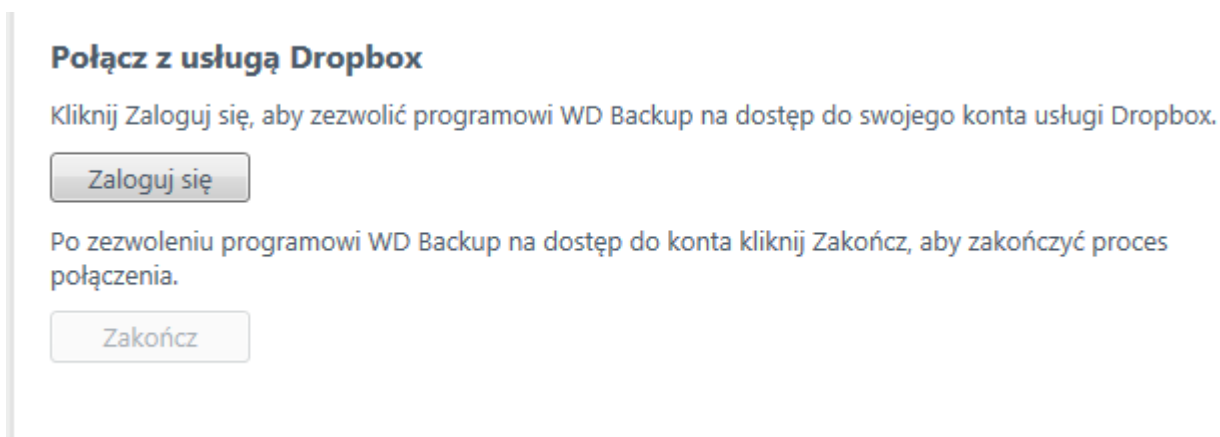 Połącz z usługą Dropbox
Kliknij Zaloguj się, aby zezwolić programowi WD Backup na dostęp do swojego konta usługi Dropbox.
Zaloguj się
Po zezwoleniu programowi WD Backup na dostęp do konta kliknij Zakończ, aby zakończyć proces
połączenia.
Zakończ